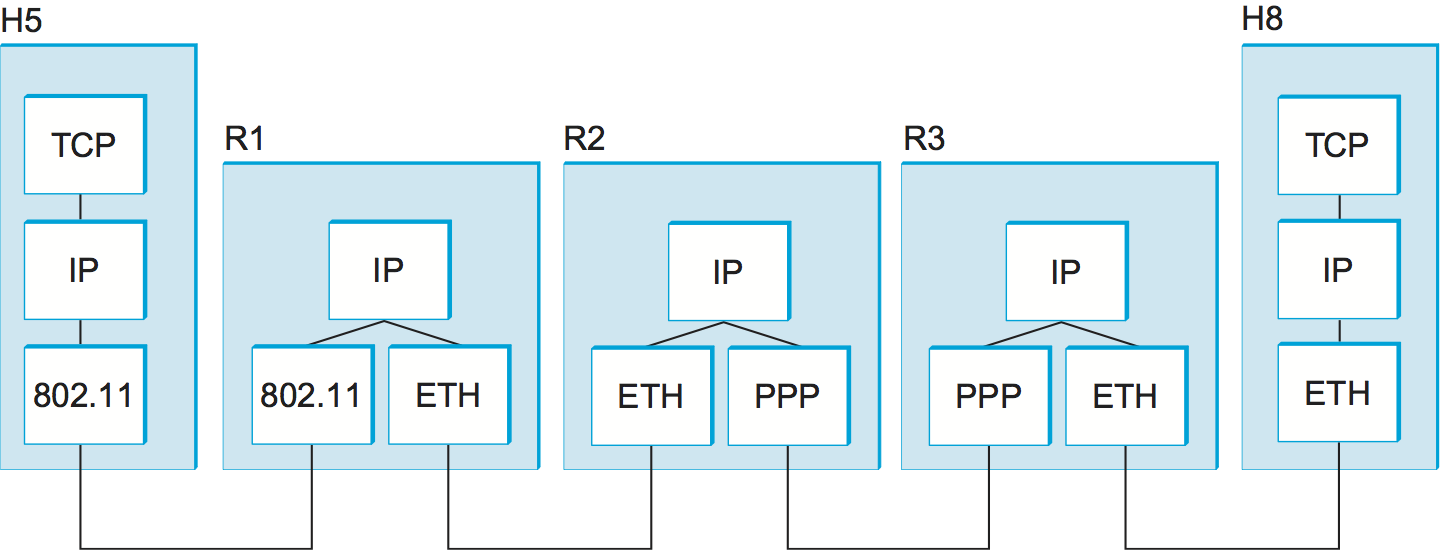 H5
TCP
IP
802.11
R1
IP
802.11
ETH
R2
IP
ETH
PPP
R3
IP
PPP
ETH
H8
TCP
IP
ETH